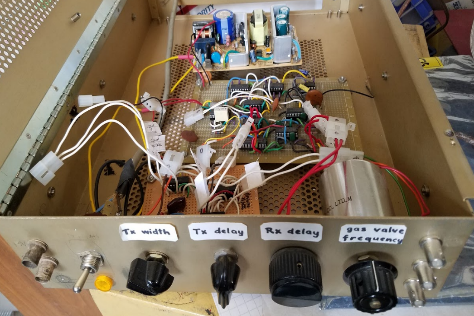 Tx width
Tx delay
Rx delay
gas valve
frequency